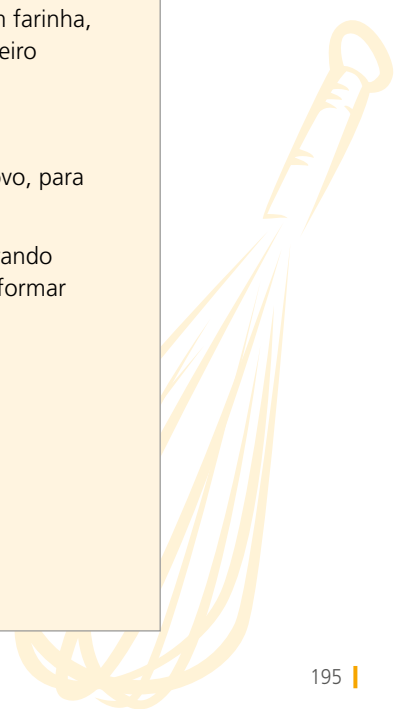 farinha,
eiro
vo, para
ando
formar
195